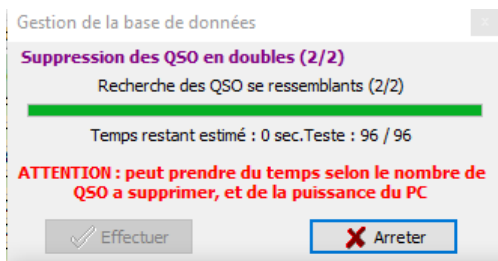 Gestion de la base de données
Suppression des QSO en doubles (2/2)
Recherche des QSO se ressemblants (2/2)
Temps restant estimé : 0 sec.Teste : 96 / 96
ATTENTION : peut prendre du temps selon le nombre de
QSO a supprimer, et de la puissance du PC
Effectuer
Arreter